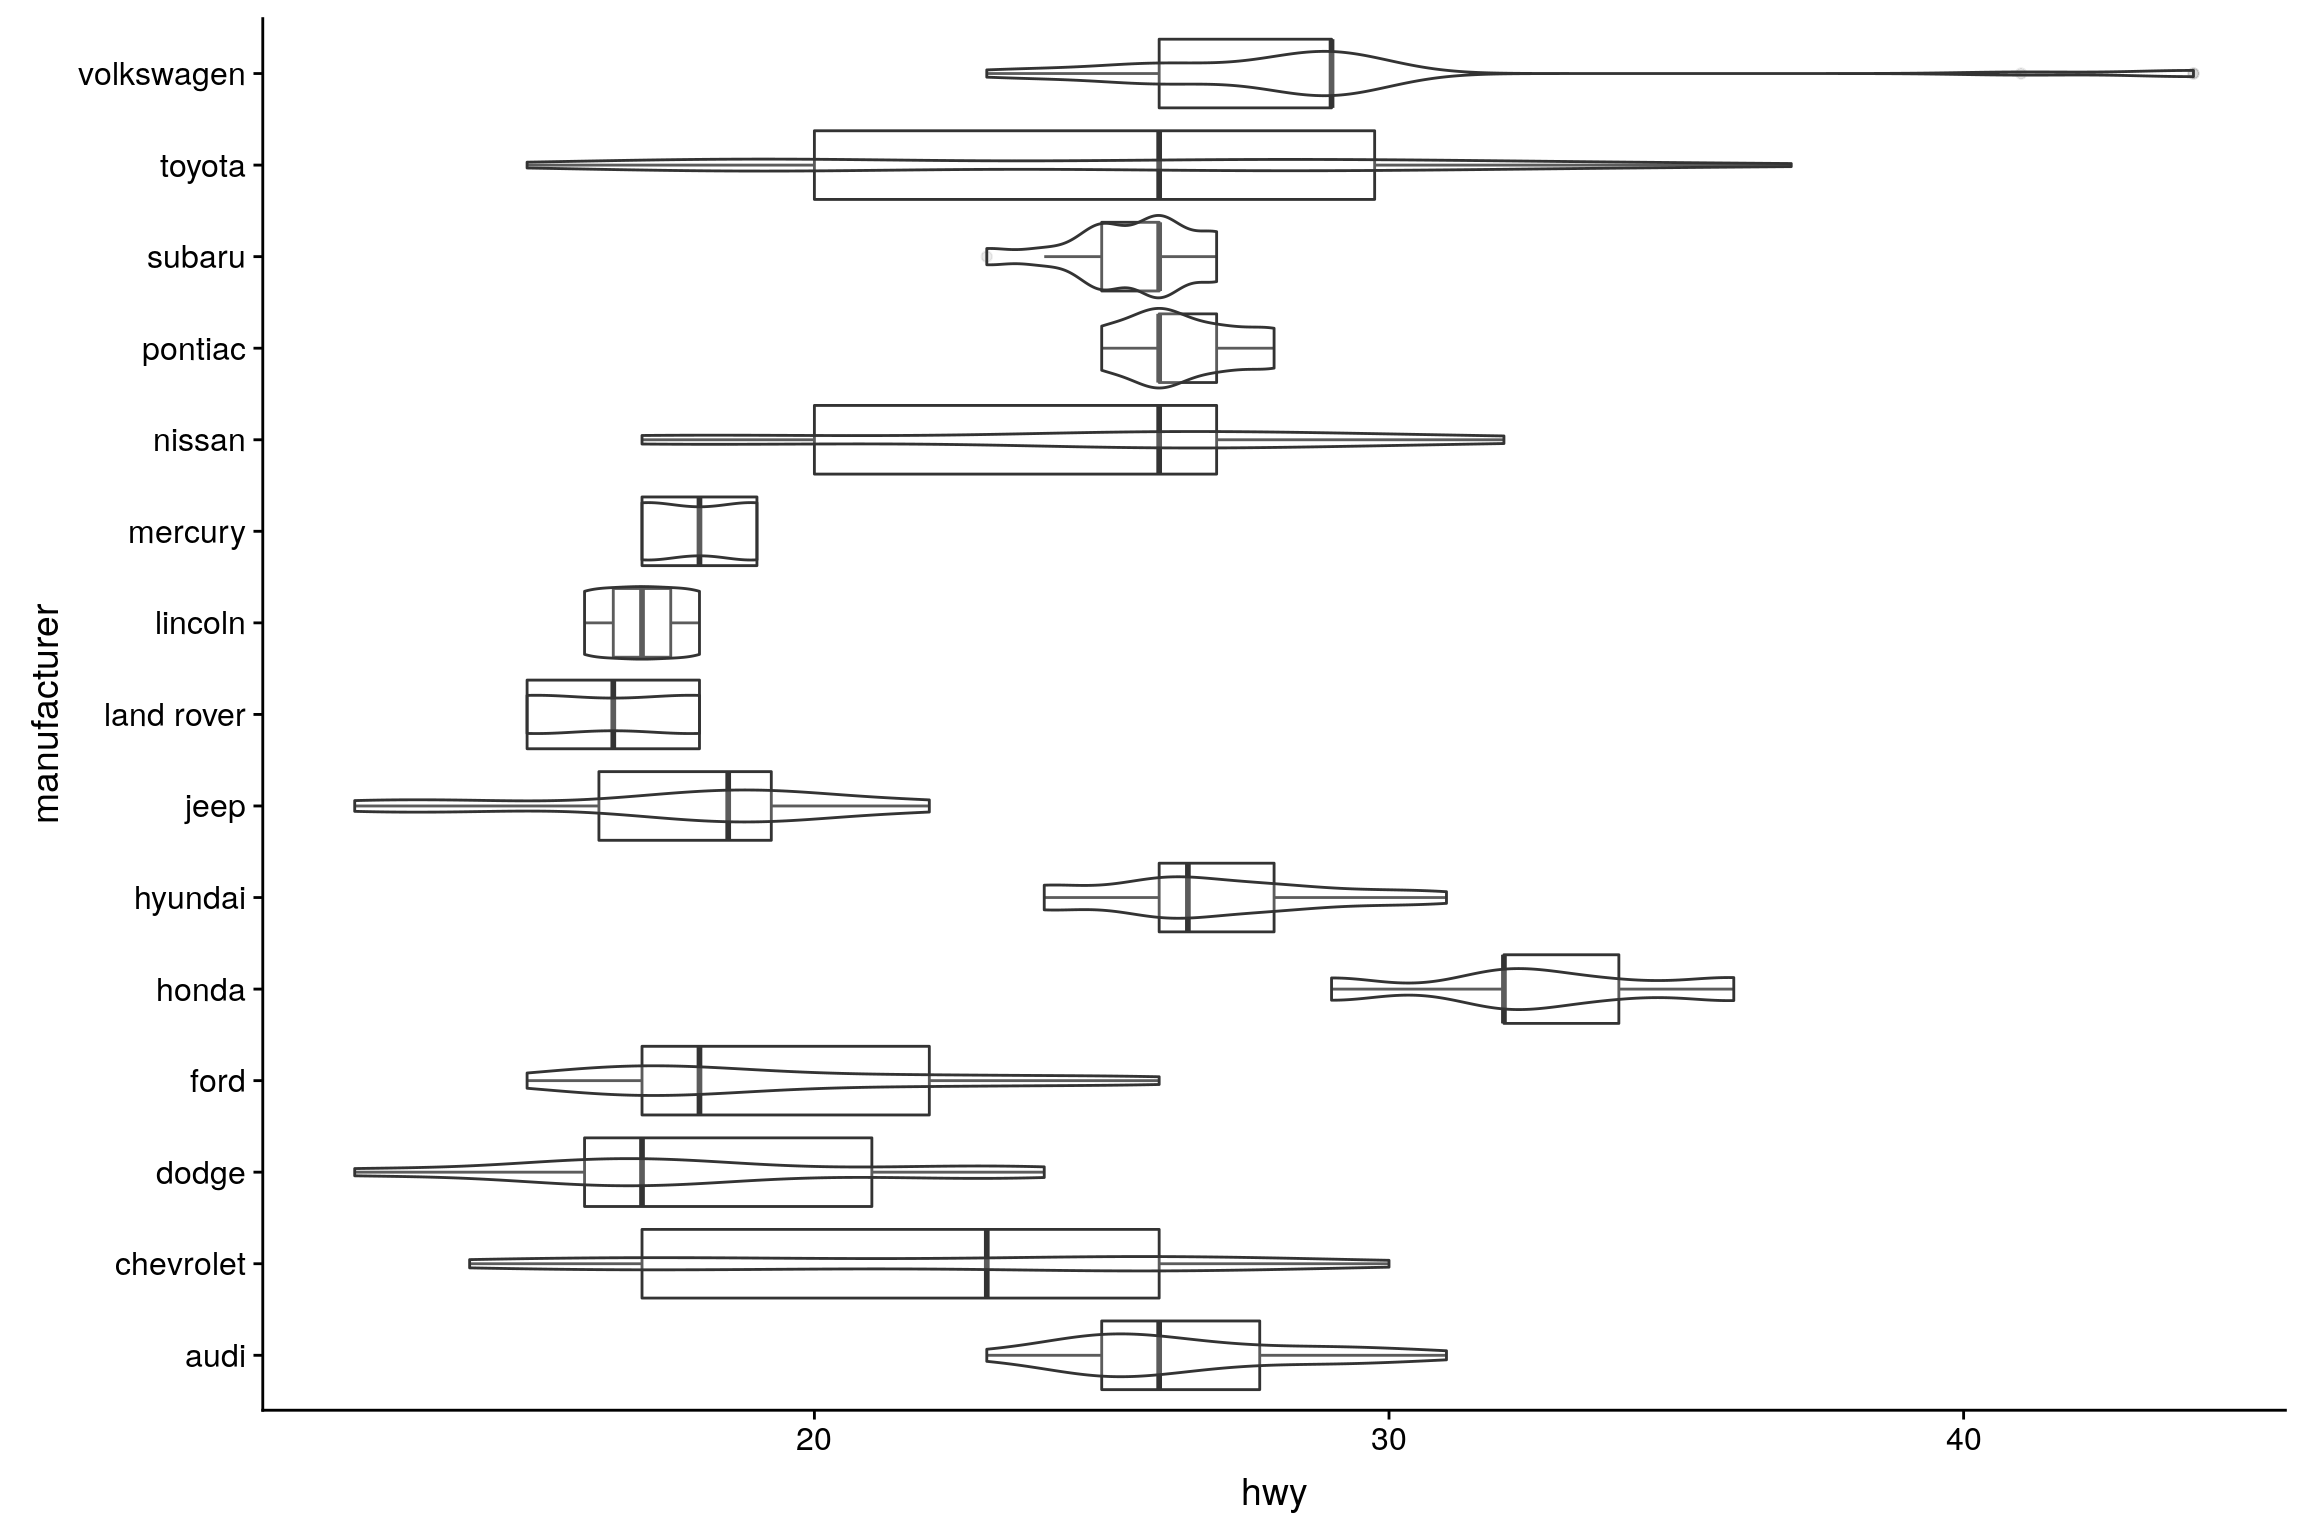 volkswagen
toyota
subaru
pontiac
nissan
mercury
lincoln
land rover
jeep
hyundai
honda
ford
dodge
chevrolet
audi
manufacturer
20 30 40
hwy